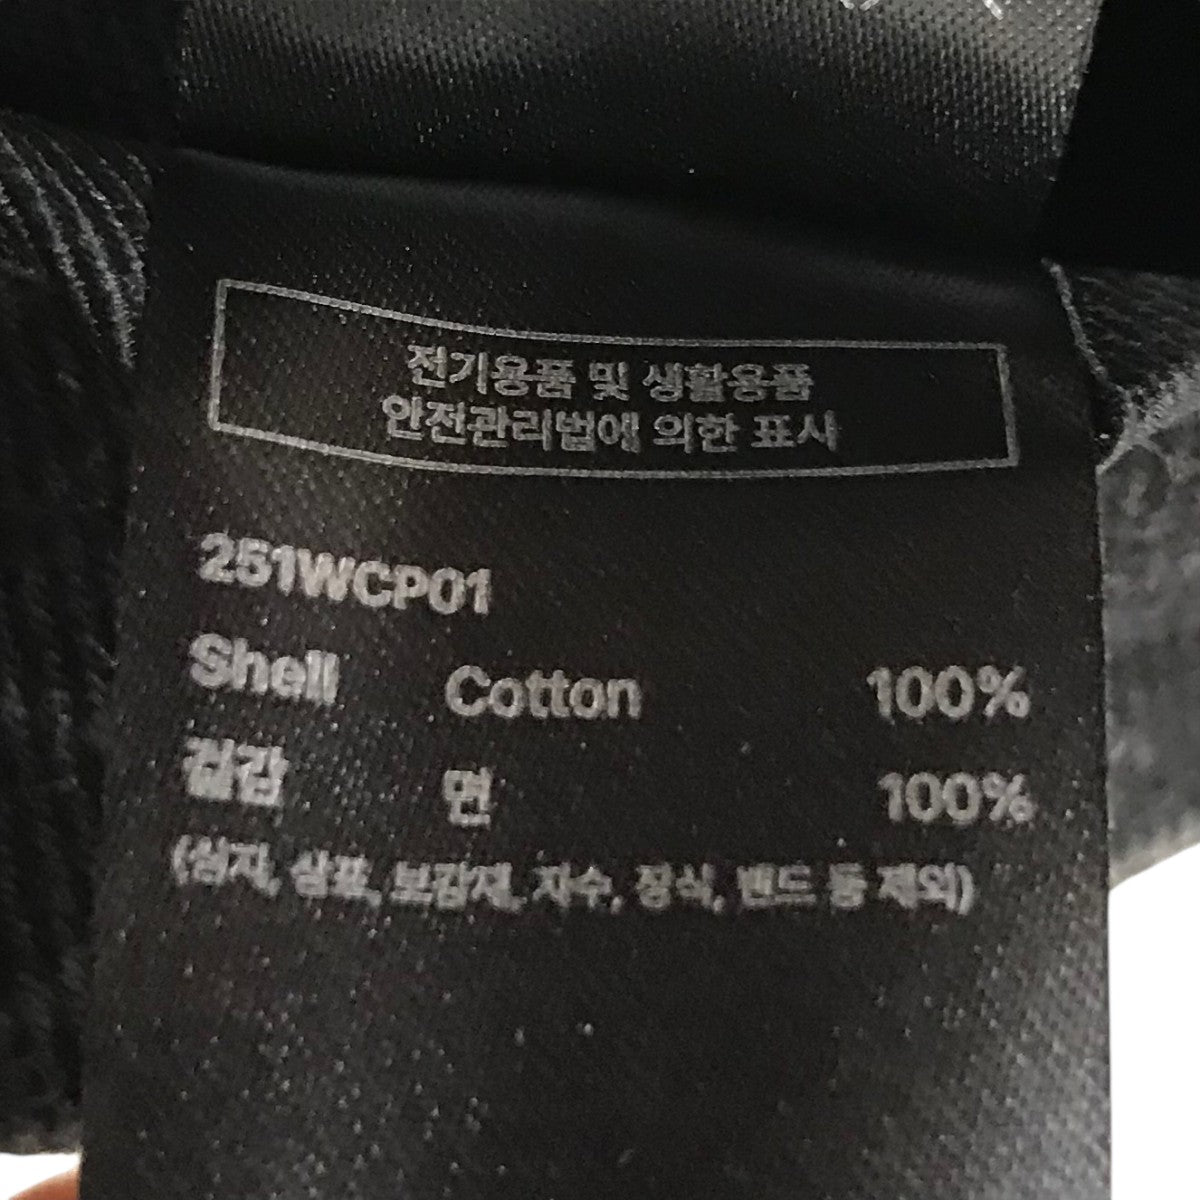 전기용품 및 생활용품
안전관리법에 의한 표시
251WCP01
Shell Cotton 100%
겉감 면 100%
(심지, 상표, 보강재, 자수, 장식, 밴드 등 제외)